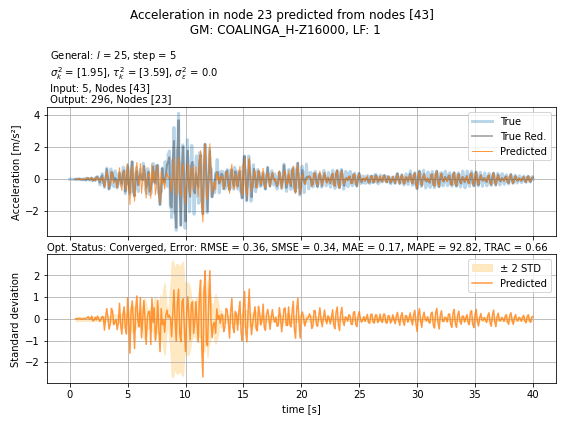 Acceleration in node 23 predicted from nodes [43]
GM: COALINGA_H-Z16000, LF: 1
General: l = 25, step = 5
σ²ₖ = [1.95], τ²ₖ = [3.59], σ²ε = 0.0
Input: 5, Nodes [43]
Output: 296, Nodes [23]
Acceleration [m/s²]
4
2
0
−2
True
True Red.
Predicted
Opt. Status: Converged, Error: RMSE = 0.36, SMSE = 0.34, MAE = 0.17, MAPE = 92.82, TRAC = 0.66
Standard deviation
2
1
0
−1
−2
± 2 STD
Predicted
0 5 10 15 20 25 30 35 40
time [s]